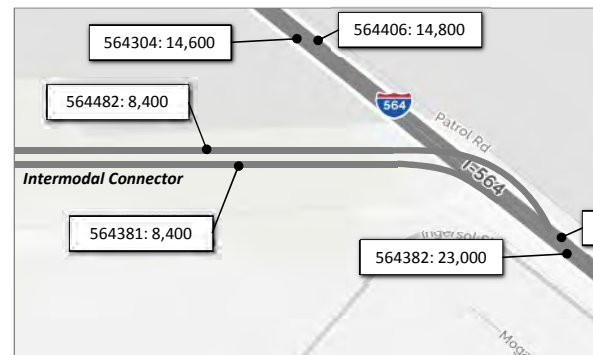 564406: 14,800
564304: 14,600
564482: 8,400
564
Patrol Rd
I-564
Intermodal Connector
564381: 8,400
564382: 23,000